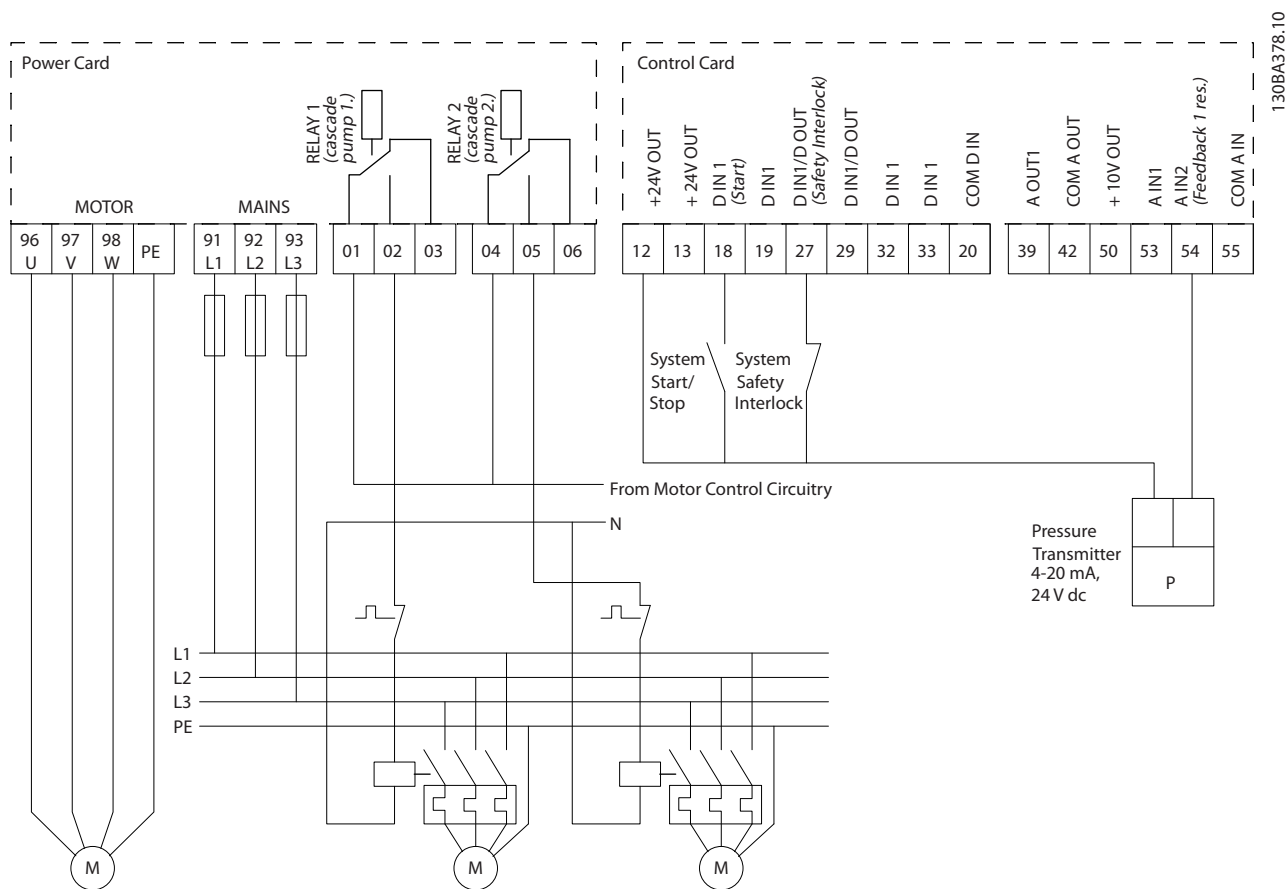 130BA378.10
Power Card
Control Card
RELAY 1
(cascade
pump 1.)
RELAY 2
(cascade
pump 2.)
+24V OUT
+ 24V OUT
D IN 1
(Start)
D IN1
D IN1/D OUT
(Safety Interlock)
D IN1/D OUT
D IN 1
D IN 1
COM D IN
A OUT1
COM A OUT
+ 10V OUT
A IN1
A IN2
(Feedback 1 res.)
COM A IN
MOTOR
MAINS
96 97 98 PE
U V W
91 92 93
L1 L2 L3
01 02 03
04 05 06
12 13 18 19 27 29 32 33 20
39 42 50 53 54 55
System
Start/
Stop
System
Safety
Interlock
From Motor Control Circuitry
N
Pressure
Transmitter
4-20 mA,
24 V dc
P
L1
L2
L3
PE
M
M
M